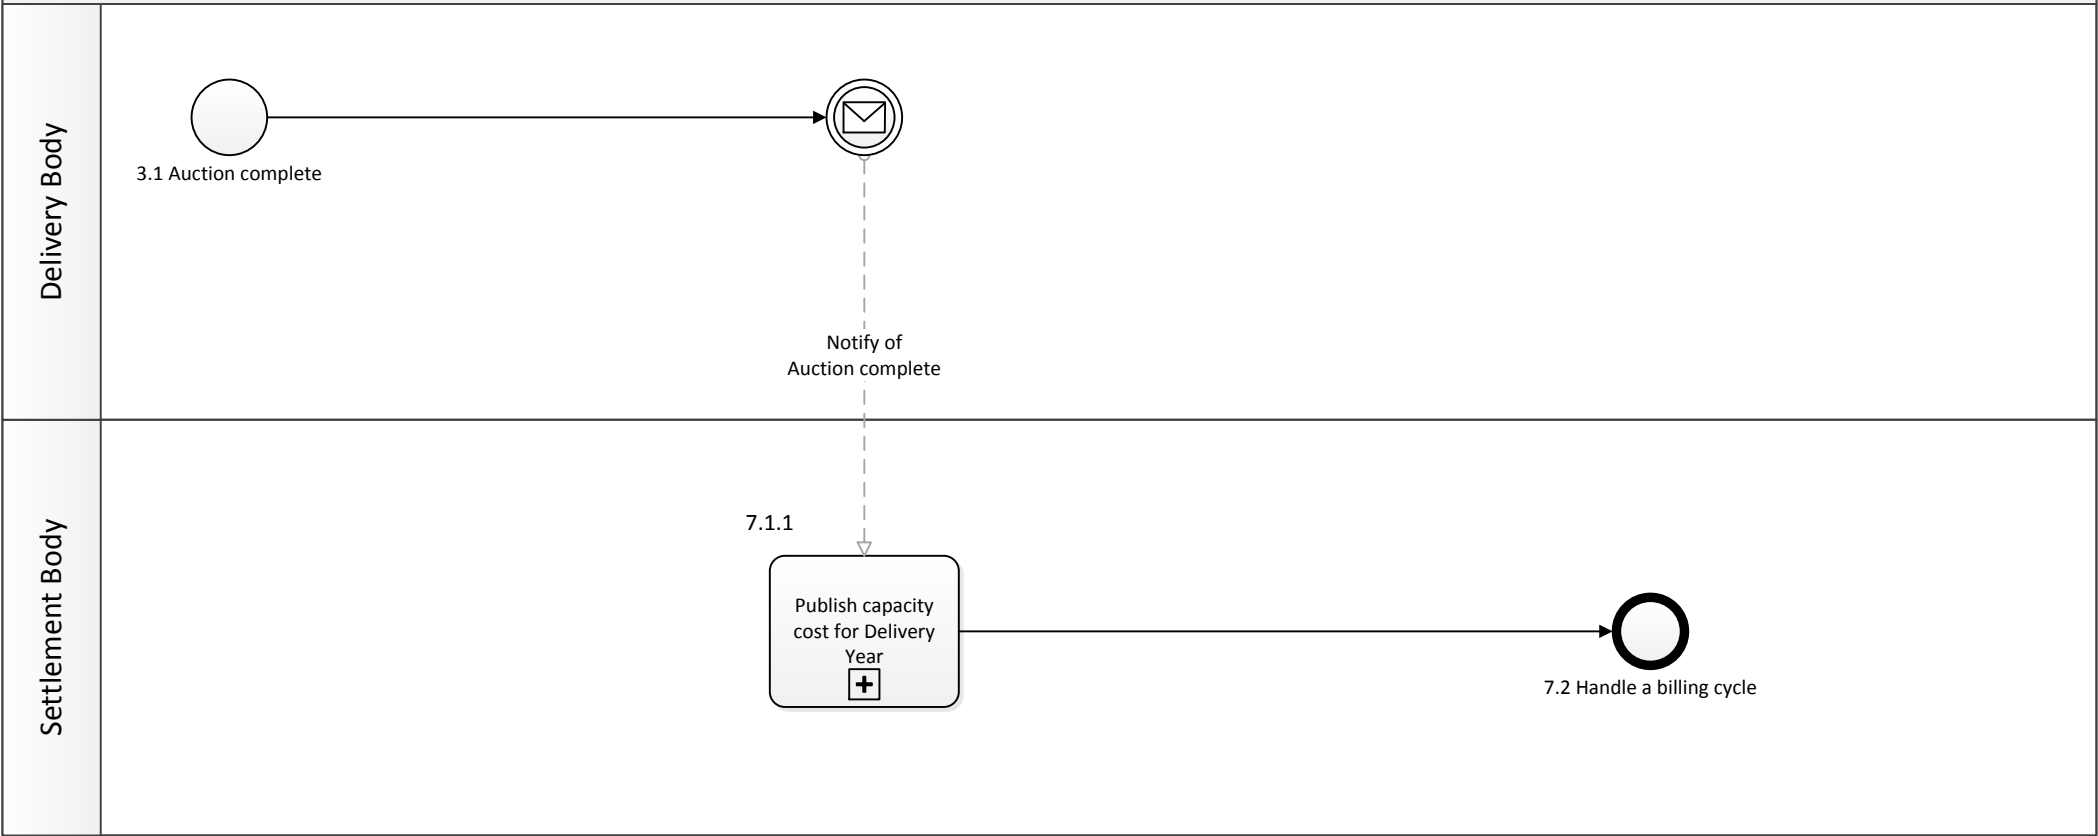 Delivery Body
3.1 Auction complete
Notify of
Auction complete
Settlement Body
7.1.1
Publish capacity
cost for Delivery
Year
7.2 Handle a billing cycle